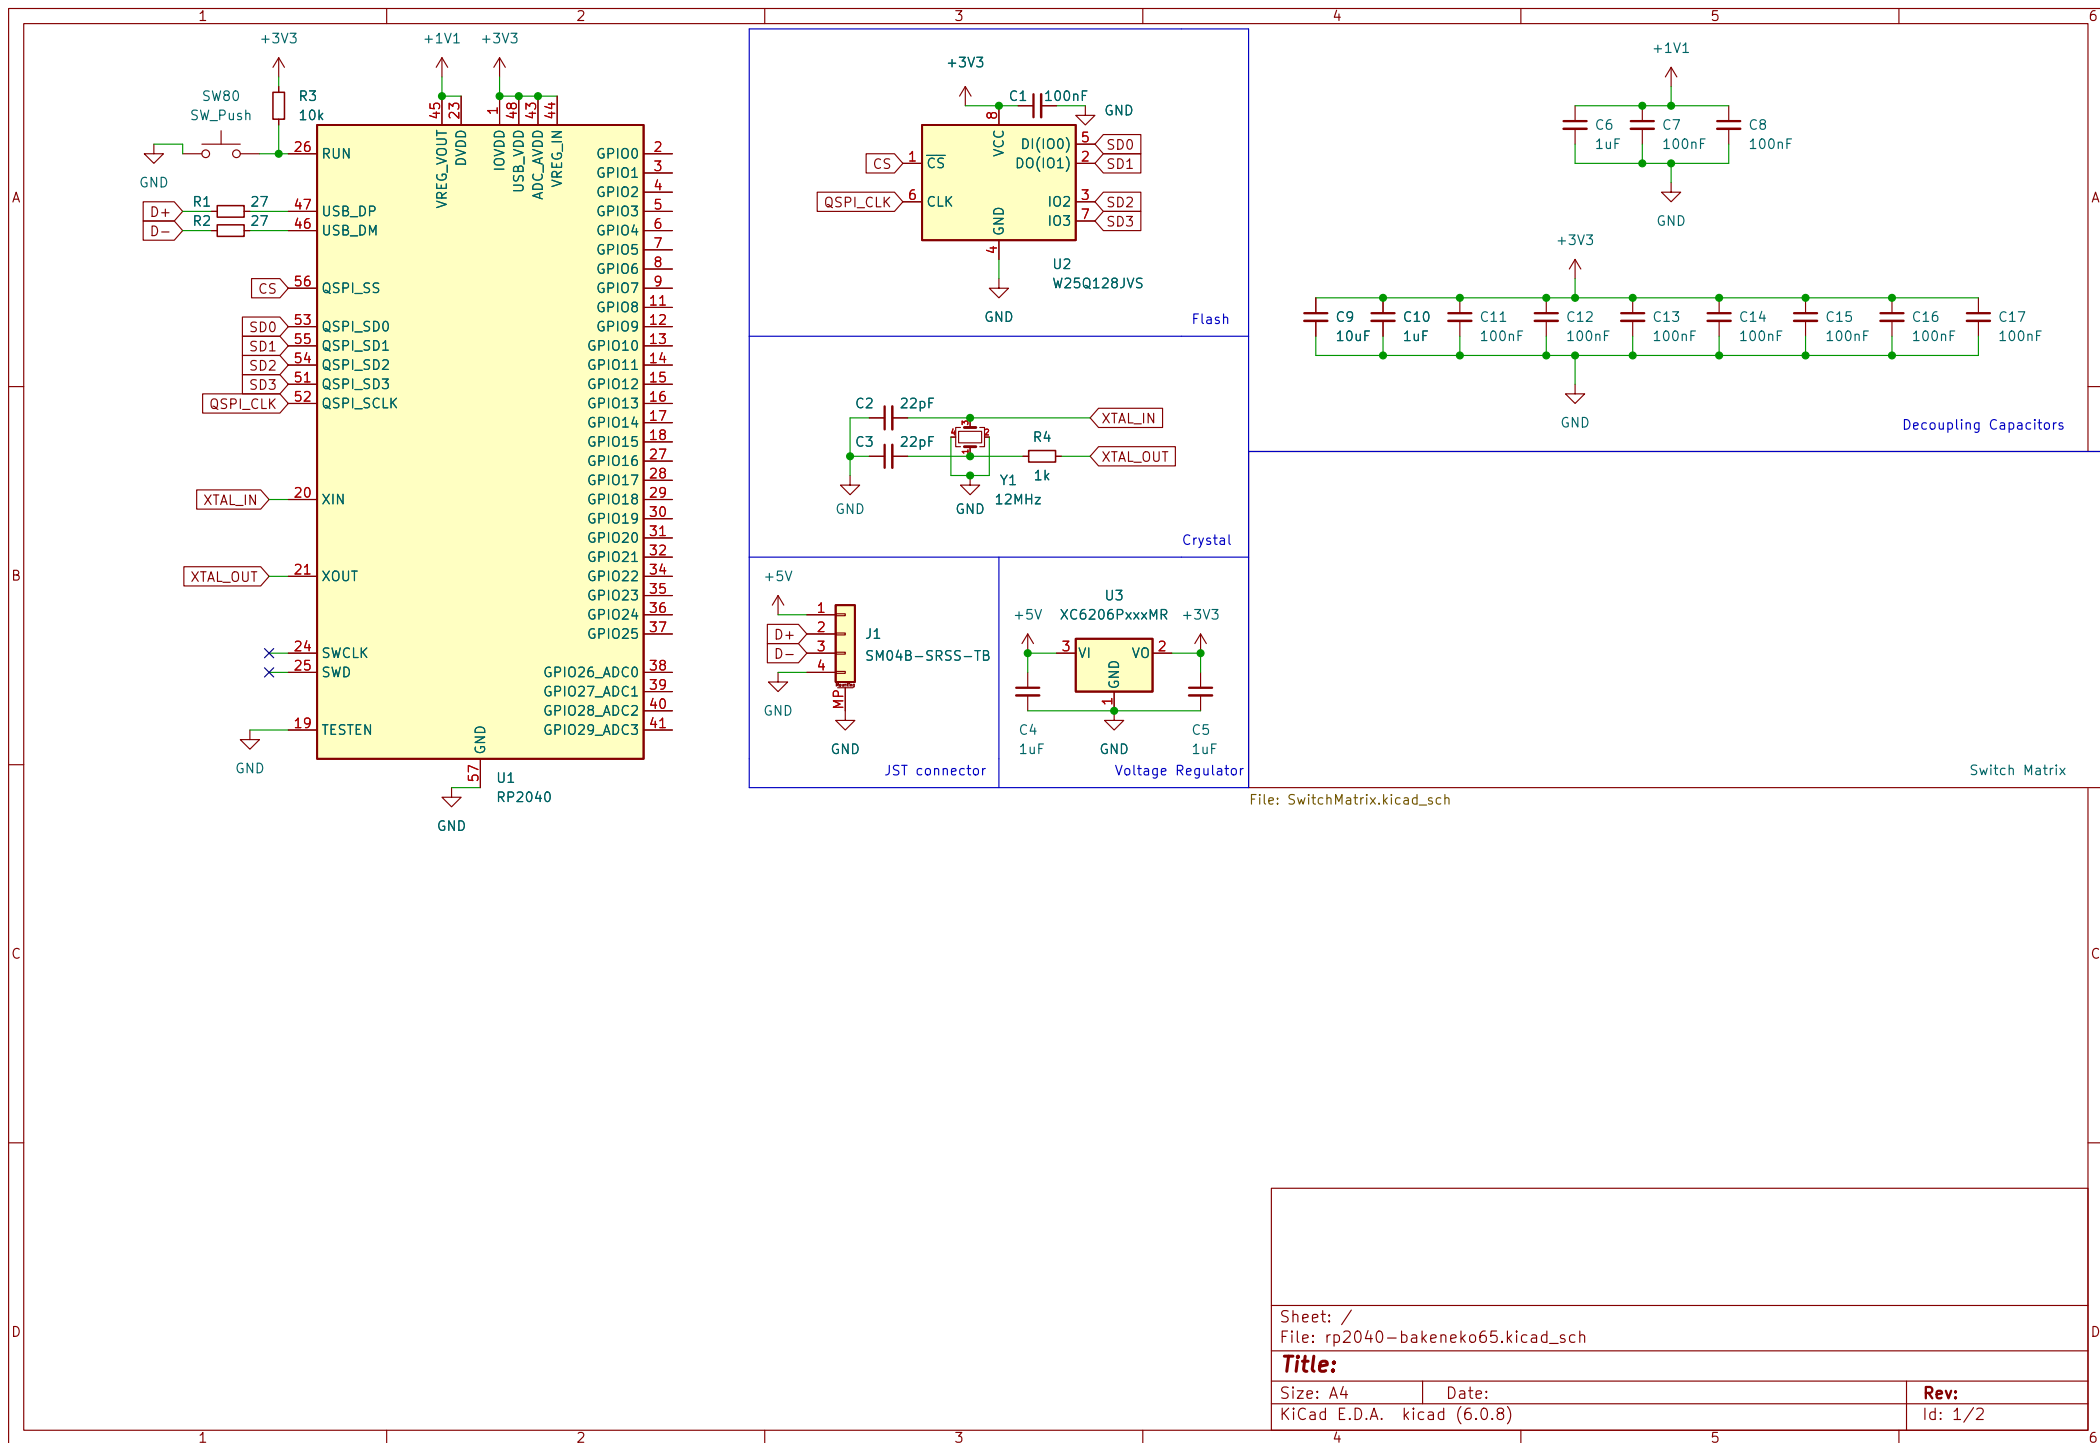 1 2 3 4 5 6
A
B
C
D
+3V3
+1V1 +3V3
SW80
SW_Push
R3
10k
GND
26 RUN
R1 27
R2 27
D+
D-
47 USB_DP
46 USB_DM
CS 56 QSPI_SS
SD0 53 QSPI_SD0
SD1 55 QSPI_SD1
SD2 54 QSPI_SD2
SD3 51 QSPI_SD3
QSPI_CLK 52 QSPI_SCLK
XTAL_IN 20 XIN
XTAL_OUT 21 XOUT
24 SWCLK
25 SWD
19 TESTEN
GND
45 VREG_VOUT
23 DVDD
1 IOVDD
48 USB_VDD
43 ADC_AVDD
44 VREG_IN
GPIO0 2
GPIO1 3
GPIO2 4
GPIO3 5
GPIO4 6
GPIO5 7
GPIO6 8
GPIO7 9
GPIO8 11
GPIO9 12
GPIO10 13
GPIO11 14
GPIO12 15
GPIO13 16
GPIO14 17
GPIO15 18
GPIO16 27
GPIO17 28
GPIO18 29
GPIO19 30
GPIO20 31
GPIO21 32
GPIO22 34
GPIO23 35
GPIO24 36
GPIO25 37
GPIO26_ADC0 38
GPIO27_ADC1 39
GPIO28_ADC2 40
GPIO29_ADC3 41
GND
57
U1
RP2040
GND
+3V3
C1 100nF
GND
8 VCC
CS 1 CS
QSPI_CLK 6 CLK
DI(IO0) 5 SD0
DO(IO1) 2 SD1
IO2 3 SD2
IO3 7 SD3
GND 4
U2
W25Q128JVS
GND
Flash
C2 22pF
C3 22pF
XTAL_IN
R4
1k
XTAL_OUT
4 3 2 1
Y1
12MHz
GND
GND
Crystal
+5V
1
D+ 2
D- 3
4
J1
SM04B-SRSS-TB
MP
GND
GND
JST connector
U3
XC6206PxxxMR
+5V
+3V3
3 VI
VO 2
GND 1
C4
1uF
GND
C5
1uF
Voltage Regulator
+1V1
C6
1uF
C7
100nF
C8
100nF
GND
+3V3
C9
10uF
C10
1uF
C11
100nF
C12
100nF
C13
100nF
C14
100nF
C15
100nF
C16
100nF
C17
100nF
GND
Decoupling Capacitors
Switch Matrix
File: SwitchMatrix.kicad_sch
A
B
C
D
Sheet: /
File: rp2040-bakeneko65.kicad_sch
Title:
Size: A4 Date: Rev:
KiCad E.D.A. kicad (6.0.8) Id: 1/2
1 2 3 4 5 6